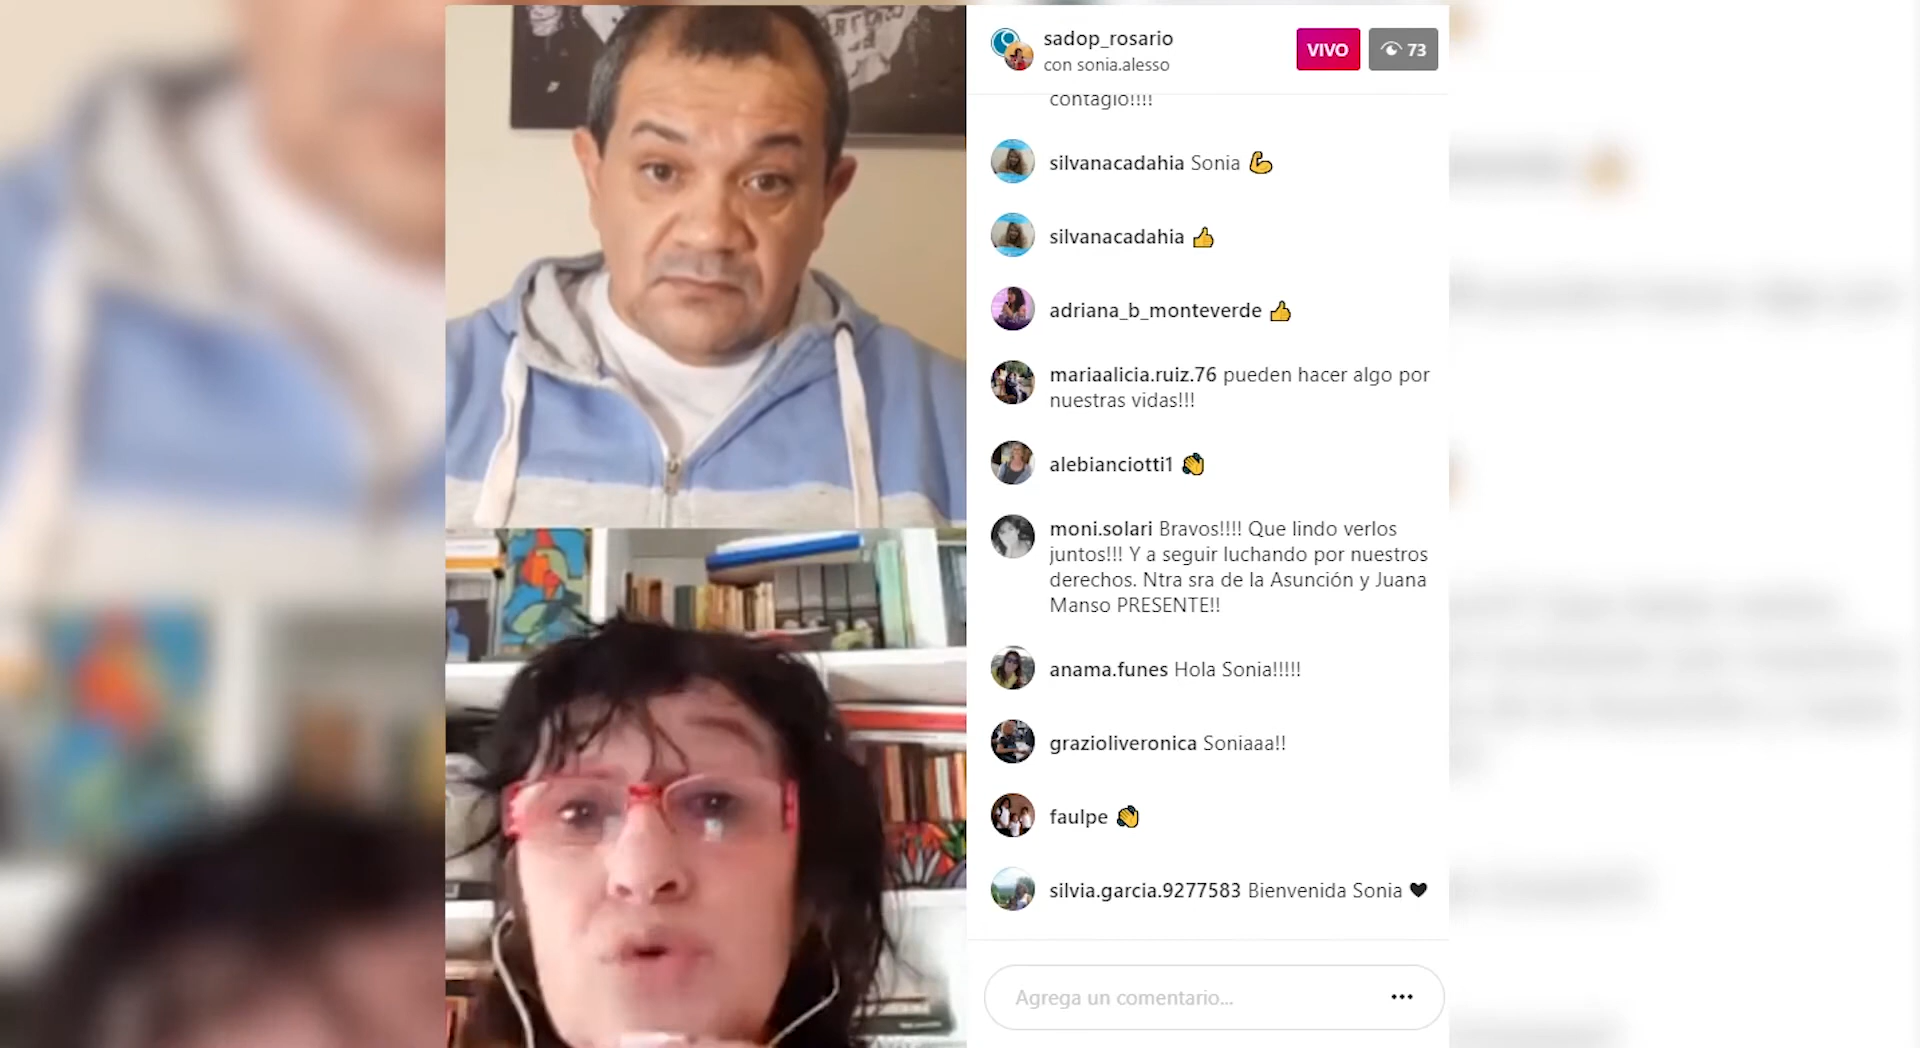 sadop_rosario
con sonia.alesso
VIVO
73
contagio!!!!
silvanacadahia Sonia 💪
silvanacadahia 👍
adriana_b_monteverde 👍
mariaalicia.ruiz.76 pueden hacer algo por
nuestras vidas!!!
alebianciotti1 👏
moni.solari Bravos!!!! Que lindo verlos
juntos!!! Y a seguir luchando por nuestros
derechos. Ntra sra de la Asunción y Juana
Manso PRESENTE!!
anama.funes Hola Sonia!!!!!
grazioliveronica Soniaaa!!
faulpe 👏
silvia.garcia.9277583 Bienvenida Sonia 🖤
Agrega un comentario...